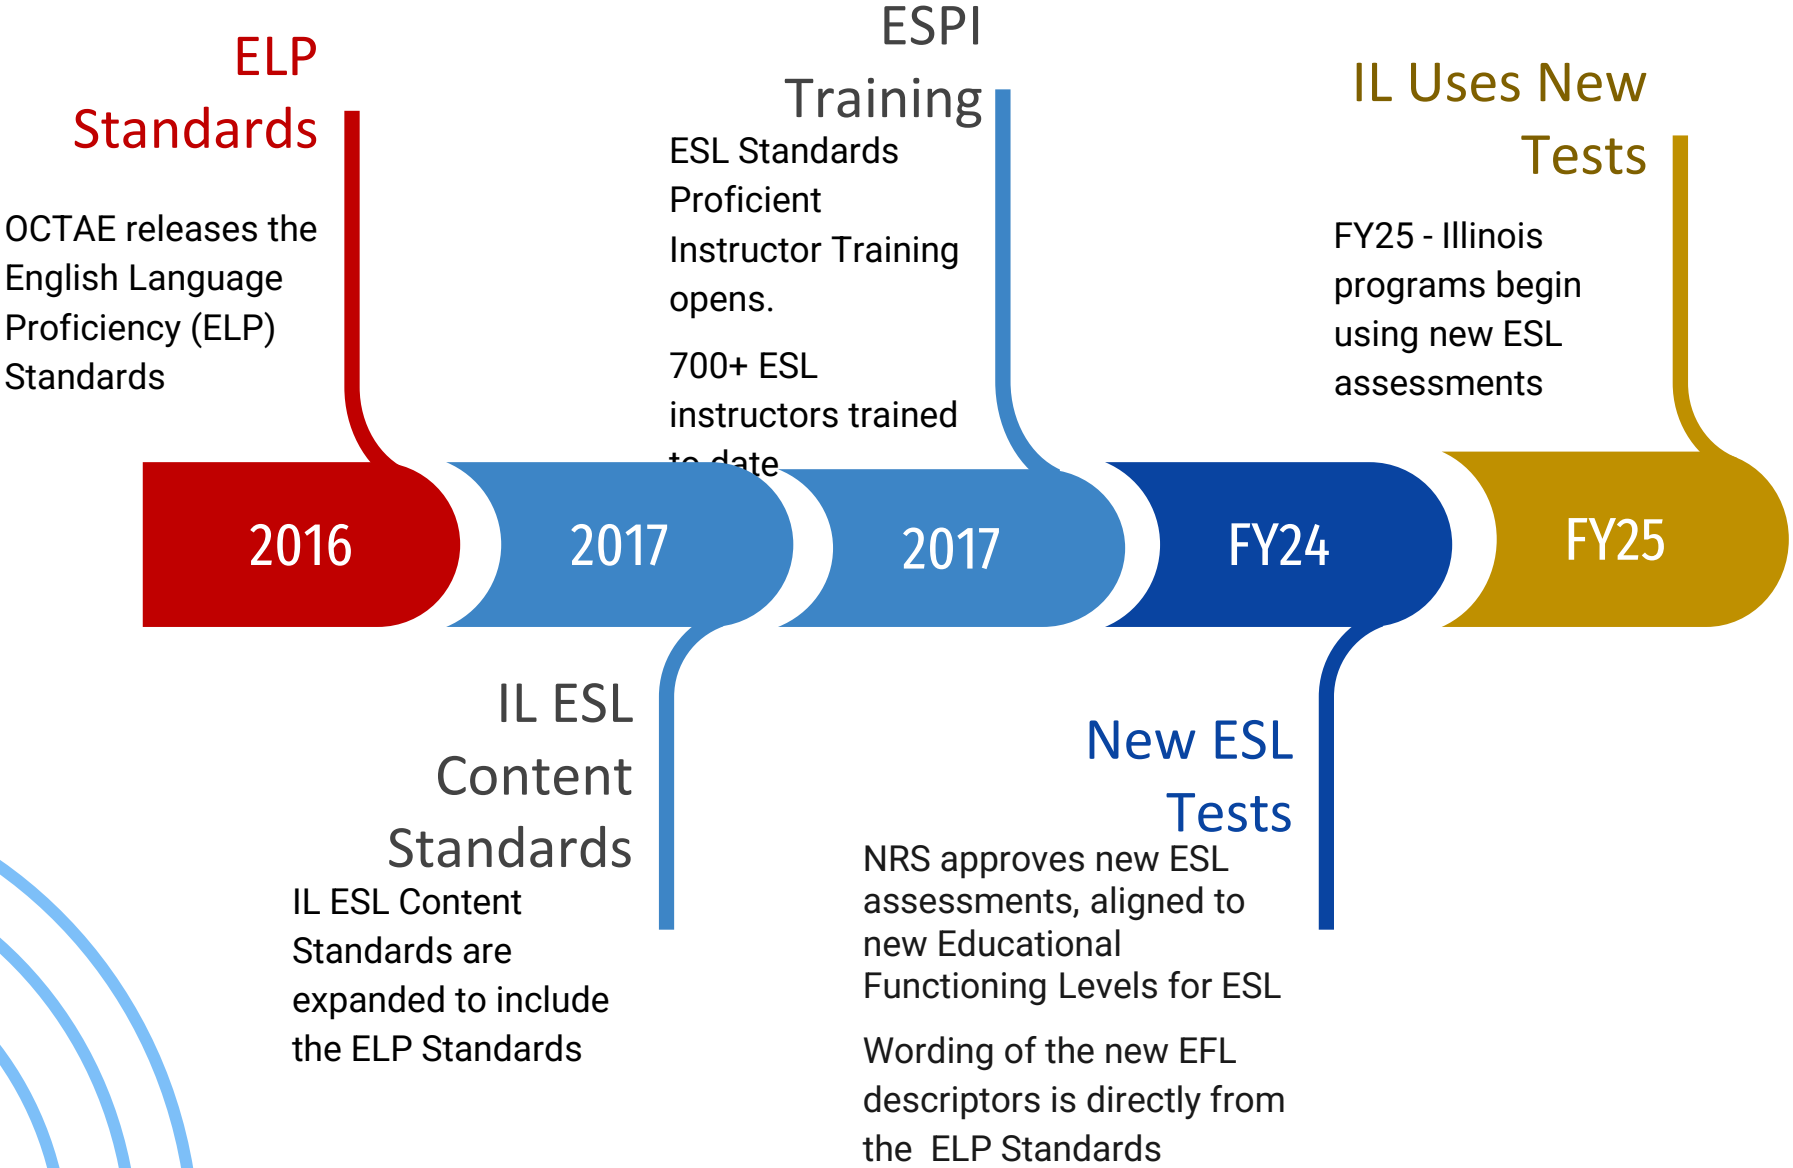 ELP
Standards
OCTAE releases the
English Language
Proficiency (ELP)
Standards
ESPI
Training
ESL Standards
Proficient
Instructor Training
opens.
700+ ESL
instructors trained
to date
IL Uses New
Tests
FY25 - Illinois
programs begin
using new ESL
assessments
2016
2017
2017
FY24
FY25
IL ESL
Content
Standards
IL ESL Content
Standards are
expanded to include
the ELP Standards
New ESL
Tests
NRS approves new ESL
assessments, aligned to
new Educational
Functioning Levels for ESL
Wording of the new EFL
descriptors is directly from
the  ELP Standards